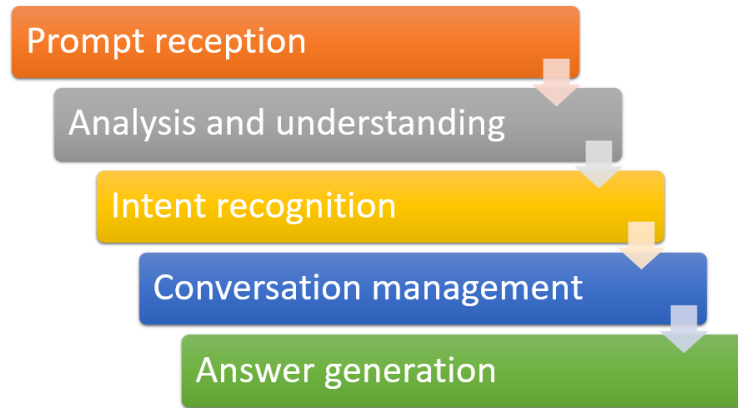 Prompt reception
Analysis and understanding
Intent recognition
Conversation management
Answer generation